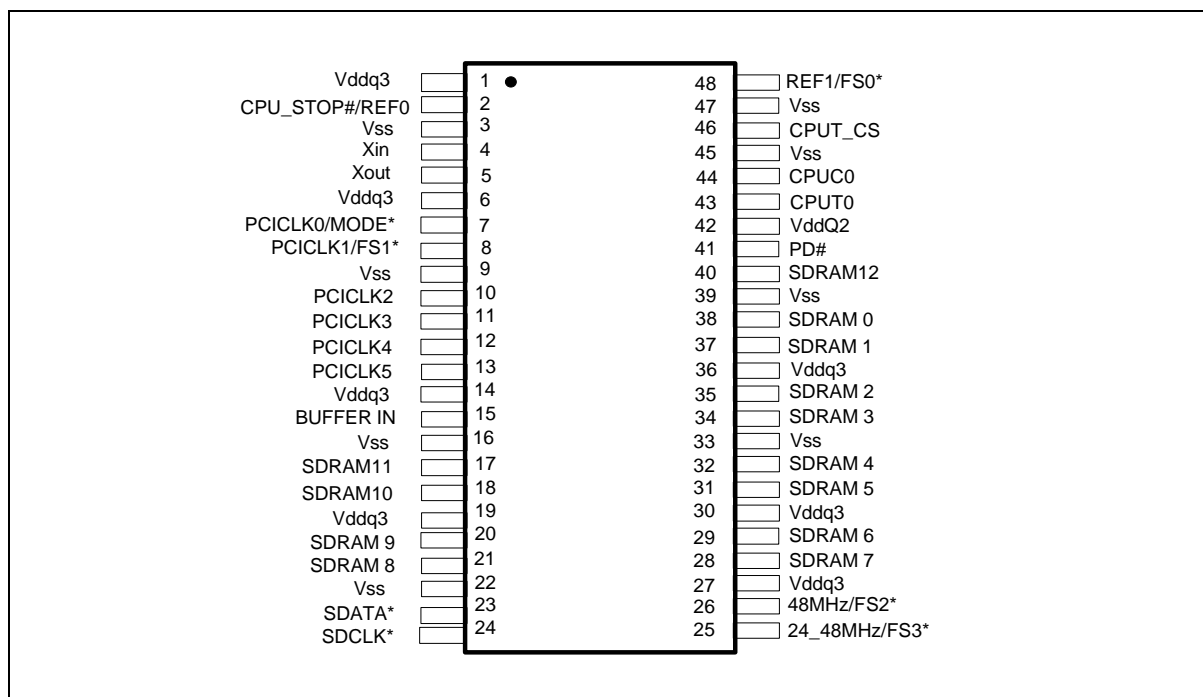 Vddq3 1 48 REF1/FS0*
CPU_STOP#/REF0 2 47 Vss
Vss 3 46 CPUT_CS
Xin 4 45 Vss
Xout 5 44 CPUC0
Vddq3 6 43 CPUT0
PCICLK0/MODE* 7 42 VddQ2
PCICLK1/FS1* 8 41 PD#
Vss 9 40 SDRAM12
PCICLK2 10 39 Vss
PCICLK3 11 38 SDRAM 0
PCICLK4 12 37 SDRAM 1
PCICLK5 13 36 Vddq3
Vddq3 14 35 SDRAM 2
BUFFER IN 15 34 SDRAM 3
Vss 16 33 Vss
SDRAM11 17 32 SDRAM 4
SDRAM10 18 31 SDRAM 5
Vddq3 19 30 Vddq3
SDRAM 9 20 29 SDRAM 6
SDRAM 8 21 28 SDRAM 7
Vss 22 27 Vddq3
SDATA* 23 26 48MHz/FS2*
SDCLK* 24 25 24_48MHz/FS3*